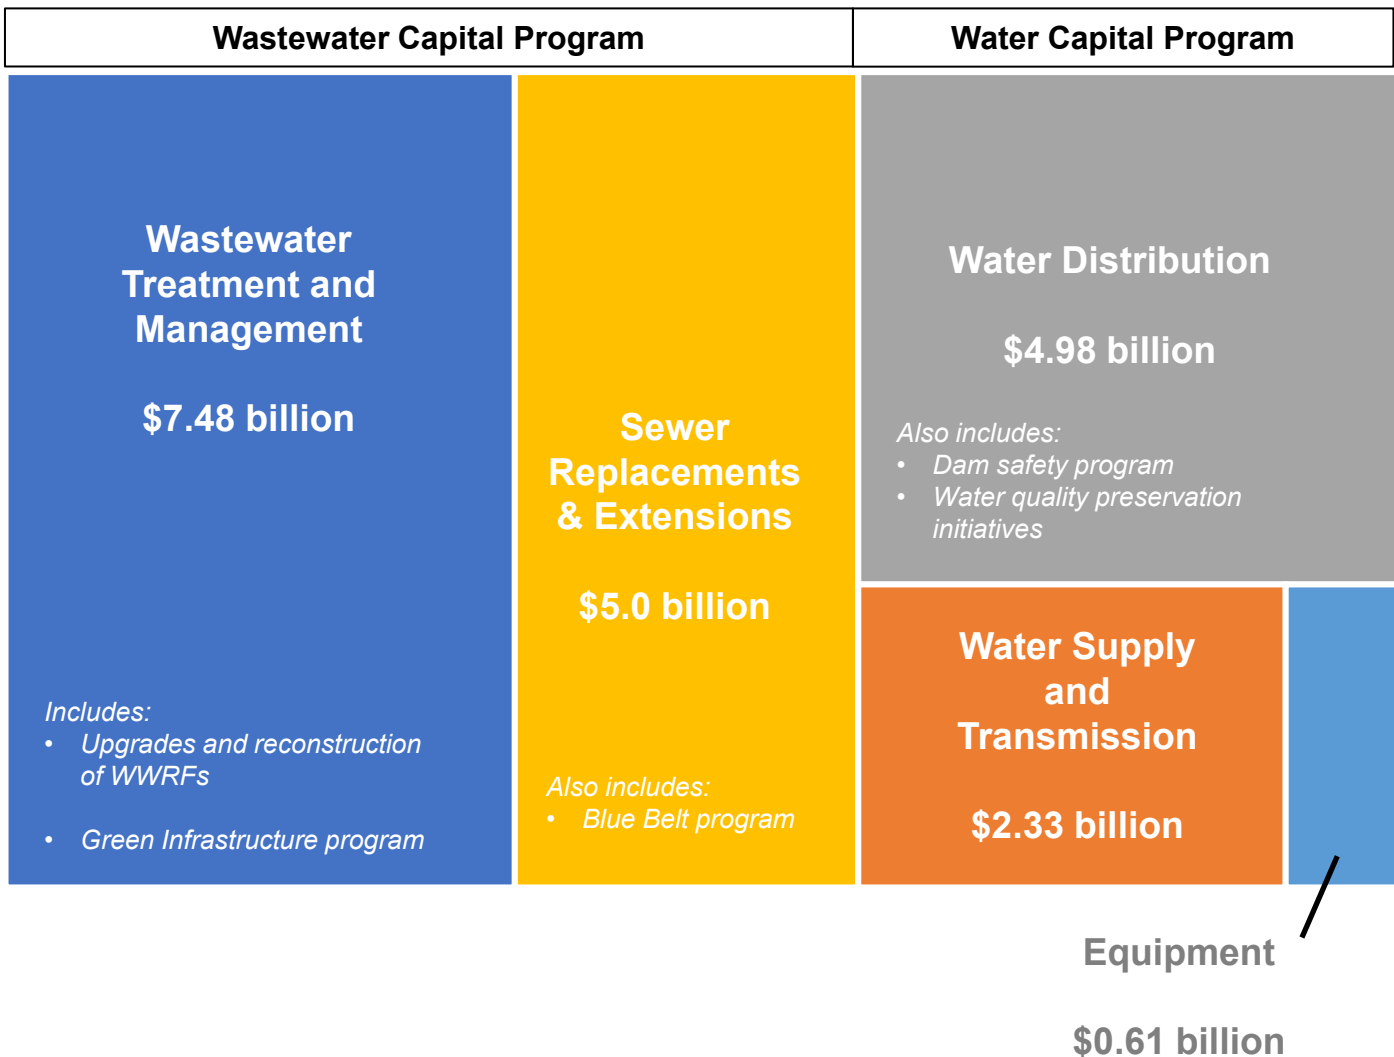 Wastewater Capital Program
Water Capital Program
Wastewater
Treatment and
Management
$7.48 billion
Includes:
• Upgrades and reconstruction
of WWRFs
• Green Infrastructure program
Sewer
Replacements
& Extensions
$5.0 billion
Also includes:
• Blue Belt program
Water Distribution
$4.98 billion
Also includes:
• Dam safety program
• Water quality preservation
initiatives
Water Supply
and
Transmission
$2.33 billion
Equipment
$0.61 billion